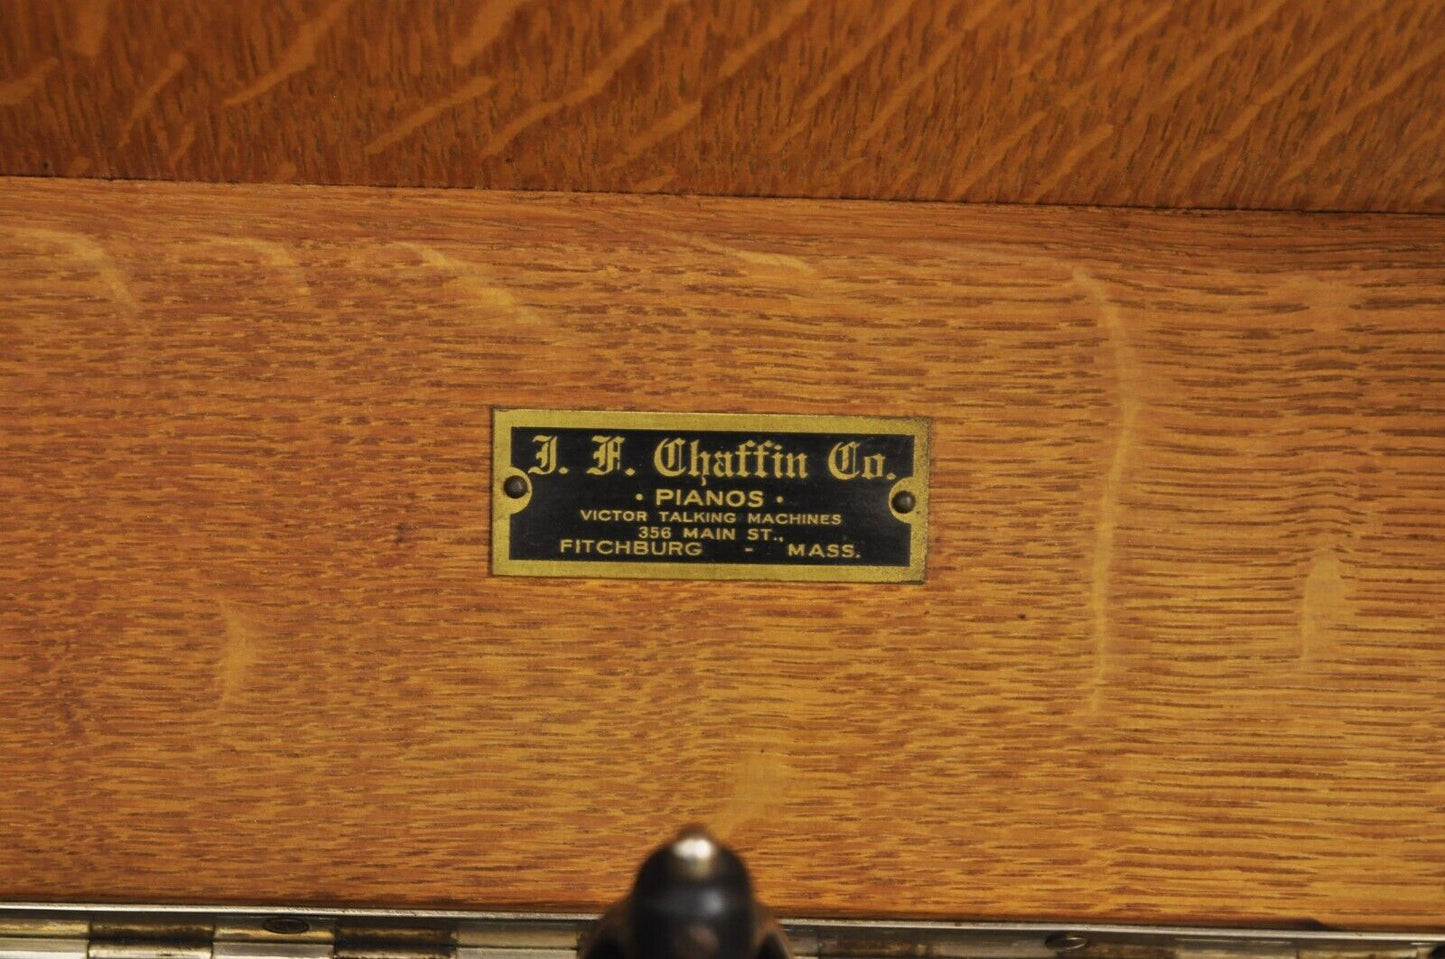 J. F. Chaffin Co.
• PIANOS •
VICTOR TALKING MACHINES
356 MAIN ST.,
FITCHBURG - MASS.